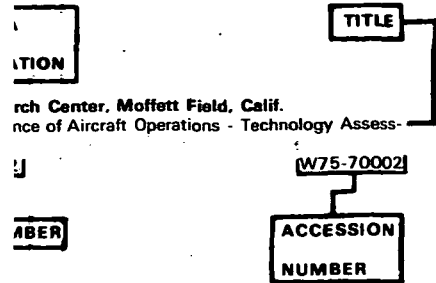 TITLE
ATION
rch Center, Moffett Field, Calif.
nce of Aircraft Operations - Technology Assess-
W75-70002
MBER
ACCESSION
NUMBER